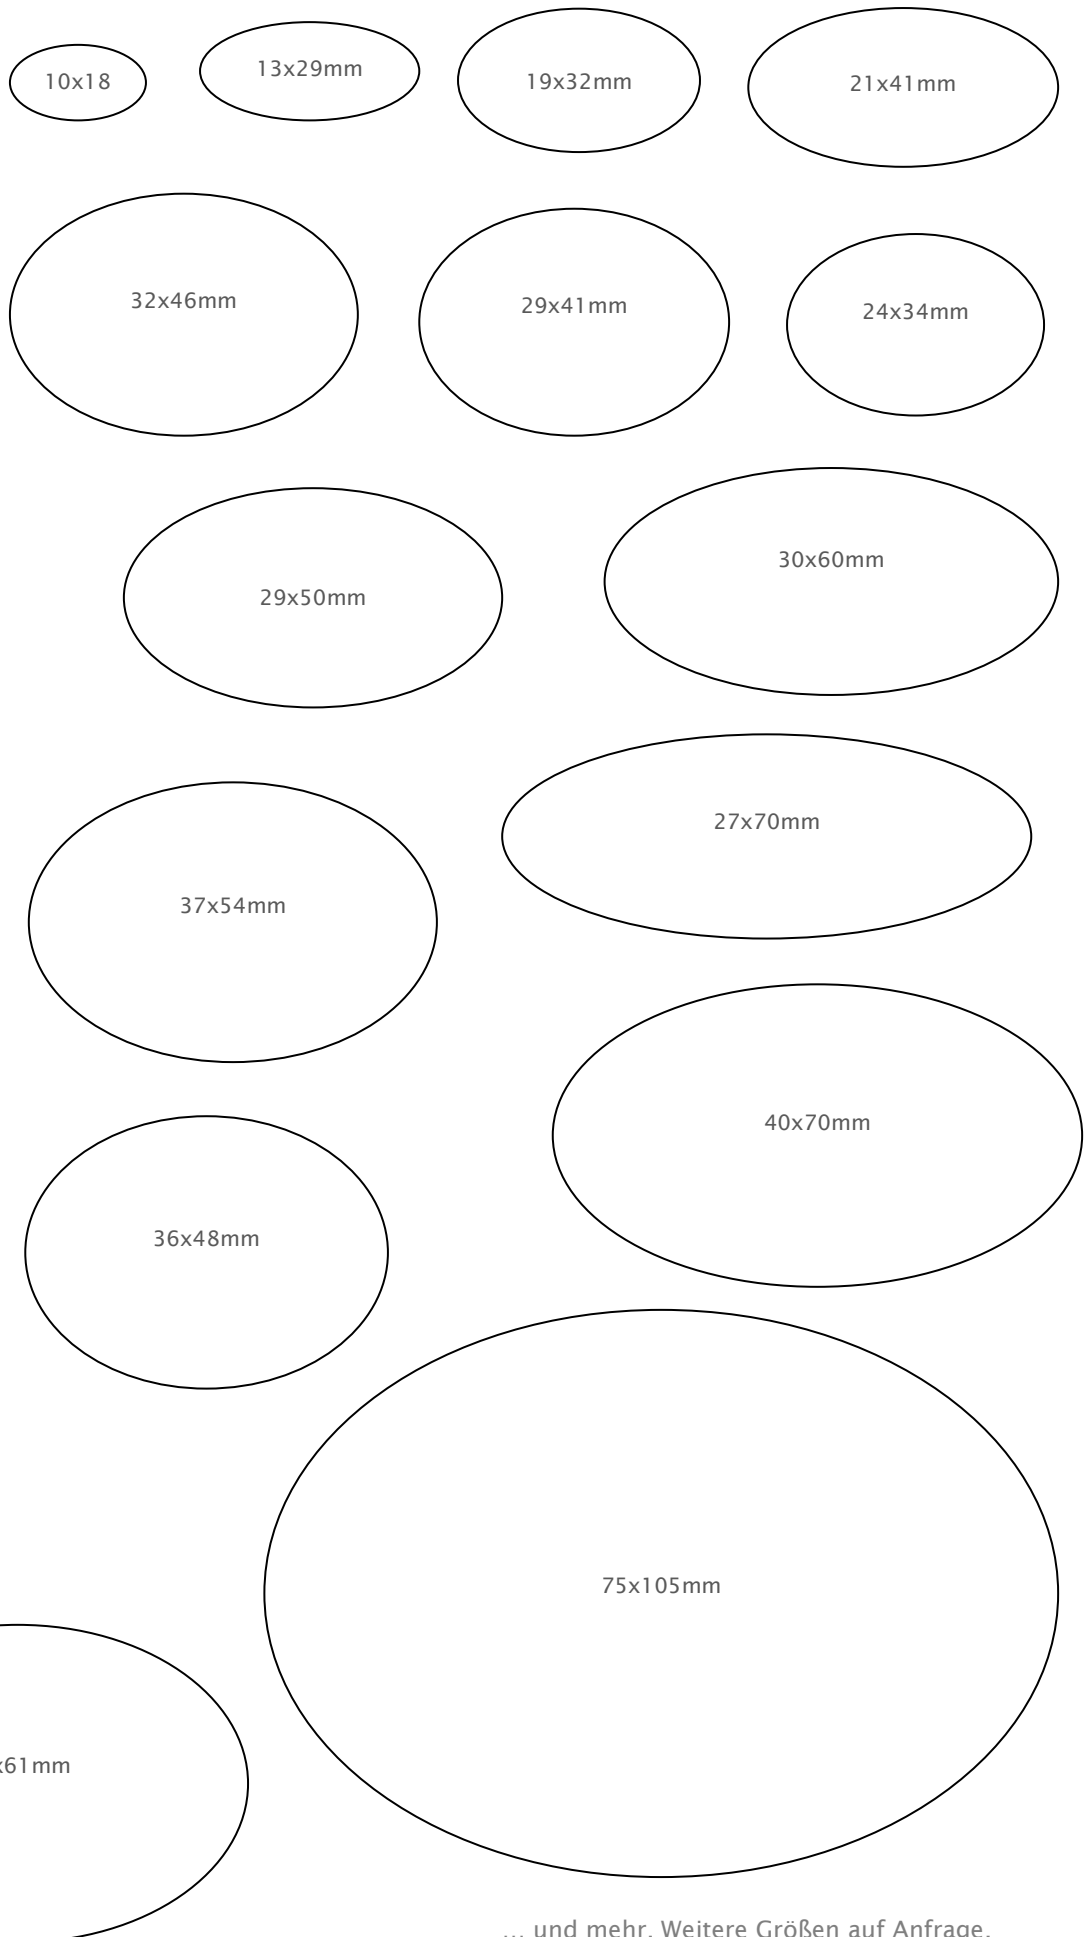 10x18
13x29mm
19x32mm
21x41mm
32x46mm
29x41mm
24x34mm
29x50mm
30x60mm
27x70mm
37x54mm
40x70mm
36x48mm
75x105mm
x61mm
... und mehr. Weitere Größen auf Anfrage.